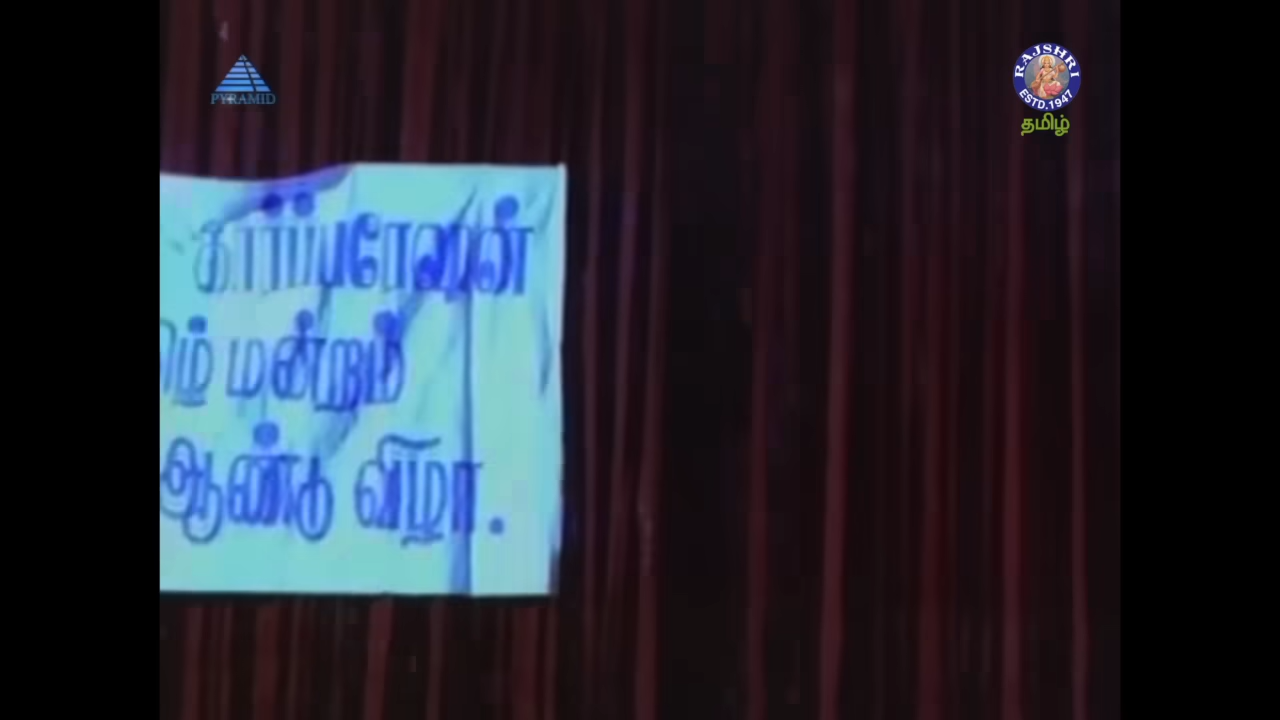 PYRAMID
RAJSHRI
ESTD.1947
தமிழ்
கார்ப்பரேஷன்
மன்றம்
ஆண்டு விழா.